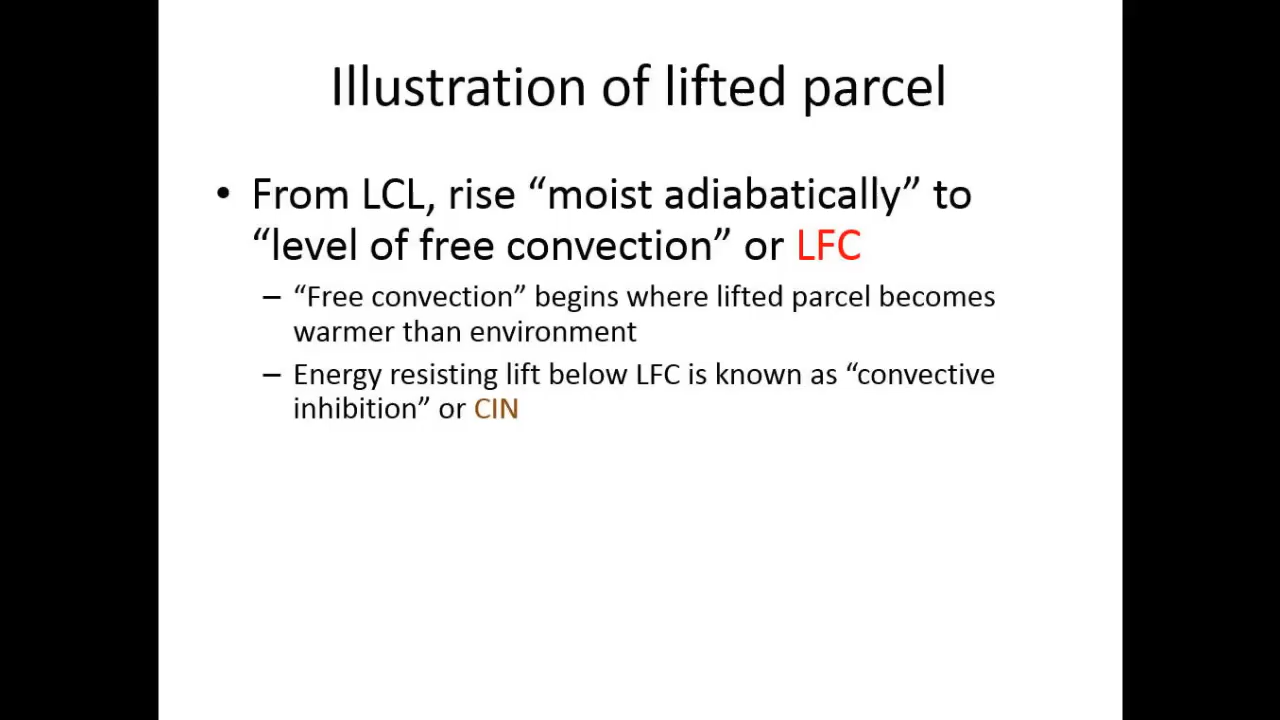 Illustration of lifted parcel
• From LCL, rise “moist adiabatically” to
“level of free convection” or LFC
– “Free convection” begins where lifted parcel becomes
warmer than environment
– Energy resisting lift below LFC is known as “convective
inhibition” or CIN